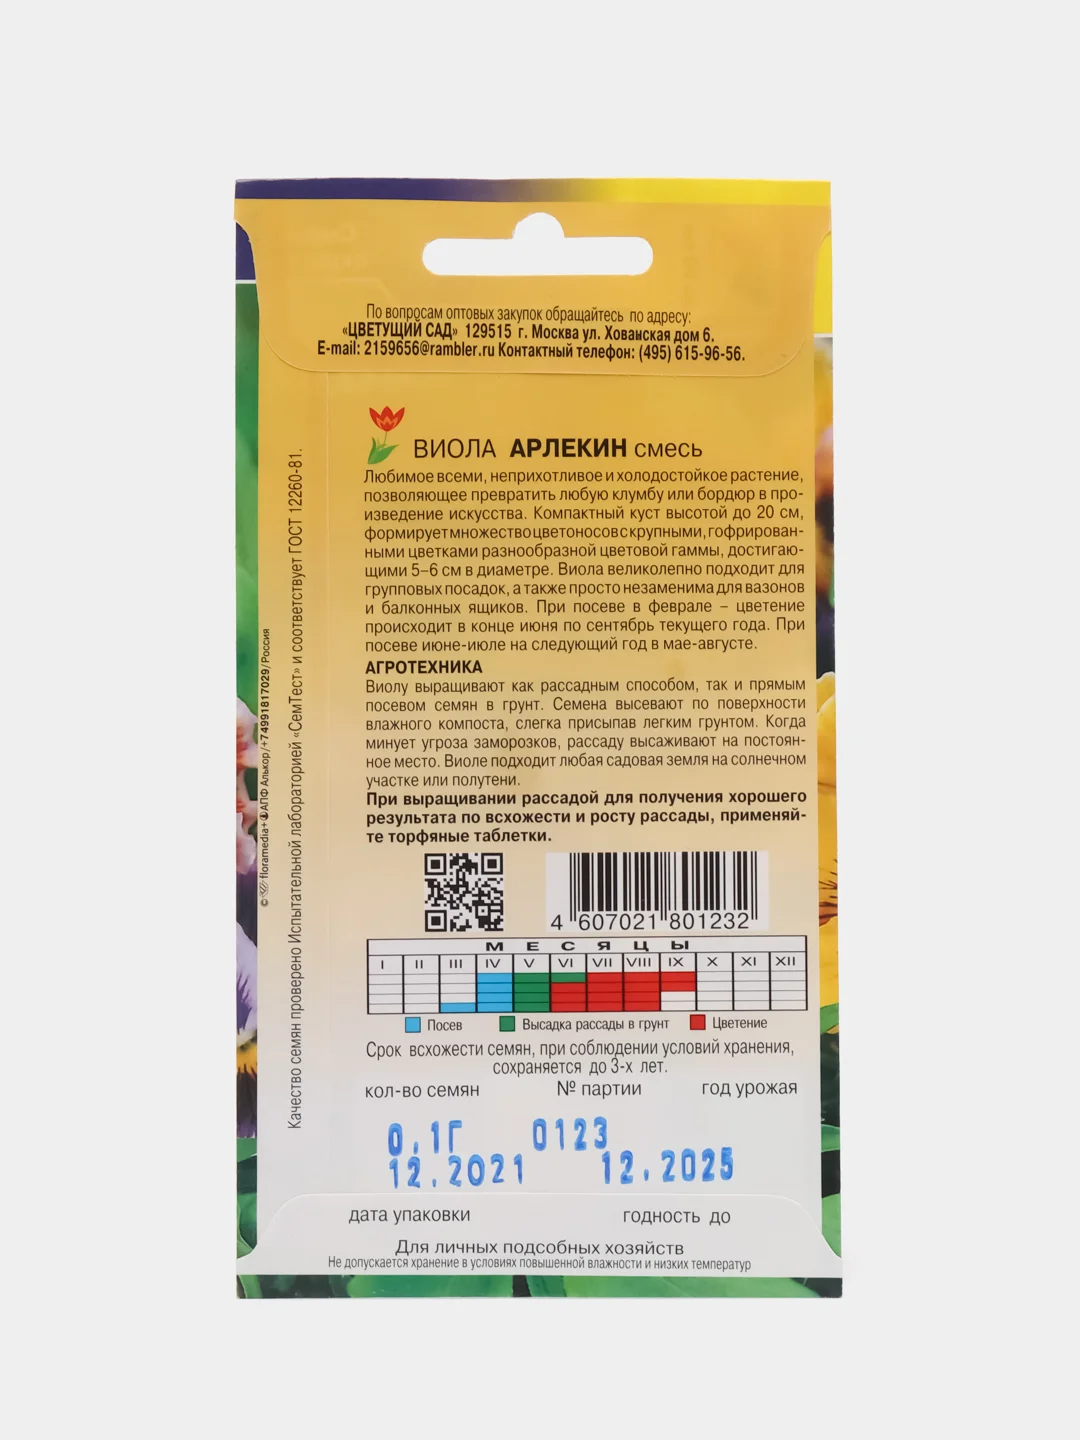 По вопросам оптовых закупок обращайтесь по адресу:
«ЦВЕТУЩИЙ САД» 129515 г. Москва ул. Хованская дом 6.
E-mail: 2159656@rambler.ru Контактный телефон: (495) 615-96-56.
ВИОЛА АРЛЕКИН смесь
Любимое всеми, неприхотливое и холодостойкое растение,
позволяющее превратить любую клумбу или бордюр в про-
изведение искусства. Компактный куст высотой до 20 см,
формирует множество цветоносов с крупными, гофрирован-
ными цветками разнообразной цветовой гаммы, достигаю-
щими 5–6 см в диаметре. Виола великолепно подходит для
групповых посадок, а также просто незаменима для вазонов
и балконных ящиков. При посеве в феврале – цветение
происходит в конце июня по сентябрь текущего года. При
посеве июне-июле на следующий год в мае-августе.
АГРОТЕХНИКА
Виолу выращивают как рассадным способом, так и прямым
посевом семян в грунт. Семена высевают по поверхности
влажного компоста, слегка присыпав легким грунтом. Когда
минует угроза заморозков, рассаду высаживают на постоян-
ное место. Виоле подходит любая садовая земля на солнечном
участке или полутени.
При выращивании рассадой для получения хорошего
результата по всхожести и росту рассады, применяй-
те торфяные таблетки.
4 607021 801232
МЕСЯЦЫ
I II III IV V VI VII VIII IX X XI XII
Посев Высадка рассады в грунт Цветение
Срок всхожести семян, при соблюдении условий хранения,
сохраняется до 3-х лет.
кол-во семян № партии год урожая
0,1Г 0123
12.2021 12.2025
дата упаковки годность до
Для личных подсобных хозяйств
Не допускается хранение в условиях повышенной влажности и низких температур
Качество семян проверено Испытательной лабораторией «СемТест» и соответствует ГОСТ 12260-81.
© floramedia+ АПФ Алькор/+74991817029/Россия